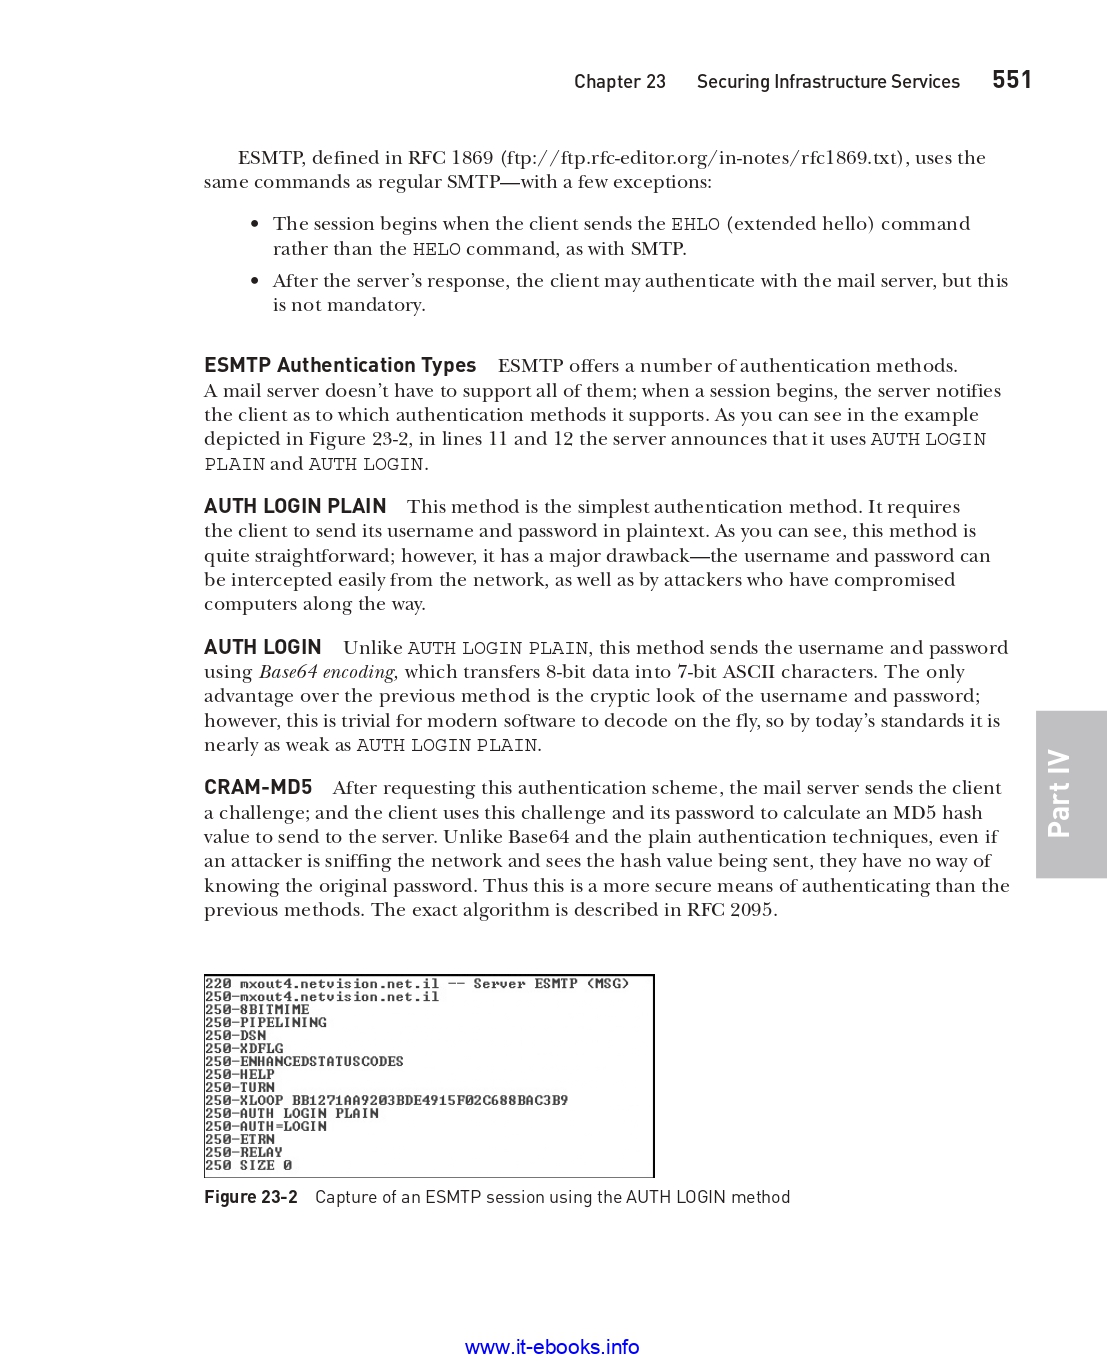 Chapter 23 Securing Infrastructure Services 551
ESMTP, defined in RFC 1869 (ftp://ftp.rfc-editor.org/in-notes/rfc1869.txt), uses the
same commands as regular SMTP—with a few exceptions:
• The session begins when the client sends the EHLO (extended hello) command
rather than the HELO command, as with SMTP.
• After the server’s response, the client may authenticate with the mail server, but this
is not mandatory.
ESMTP Authentication Types ESMTP offers a number of authentication methods.
A mail server doesn’t have to support all of them; when a session begins, the server notifies
the client as to which authentication methods it supports. As you can see in the example
depicted in Figure 23-2, in lines 11 and 12 the server announces that it uses AUTH LOGIN
PLAIN and AUTH LOGIN.
AUTH LOGIN PLAIN This method is the simplest authentication method. It requires
the client to send its username and password in plaintext. As you can see, this method is
quite straightforward; however, it has a major drawback—the username and password can
be intercepted easily from the network, as well as by attackers who have compromised
computers along the way.
AUTH LOGIN Unlike AUTH LOGIN PLAIN, this method sends the username and password
using Base64 encoding, which transfers 8-bit data into 7-bit ASCII characters. The only
advantage over the previous method is the cryptic look of the username and password;
however, this is trivial for modern software to decode on the fly, so by today’s standards it is
nearly as weak as AUTH LOGIN PLAIN.
CRAM-MD5 After requesting this authentication scheme, the mail server sends the client
a challenge; and the client uses this challenge and its password to calculate an MD5 hash
value to send to the server. Unlike Base64 and the plain authentication techniques, even if
an attacker is sniffing the network and sees the hash value being sent, they have no way of
knowing the original password. Thus this is a more secure means of authenticating than the
previous methods. The exact algorithm is described in RFC 2095.
Part IV
220 mxout4.netvision.net.il -- Server ESMTP (MSG)
250-mxout4.netvision.net.il
250-8BITMIME
250-PIPELINING
250-DSN
250-XDFLG
250-ENHANCEDSTATUSCODES
250-HELP
250-TURN
250-XLOOP BB1271AA9203BDE4915F02C688BAC3B9
250-AUTH LOGIN PLAIN
250-AUTH=LOGIN
250-ETRN
250-RELAY
250 SIZE 0
Figure 23-2 Capture of an ESMTP session using the AUTH LOGIN method
www.it-ebooks.info